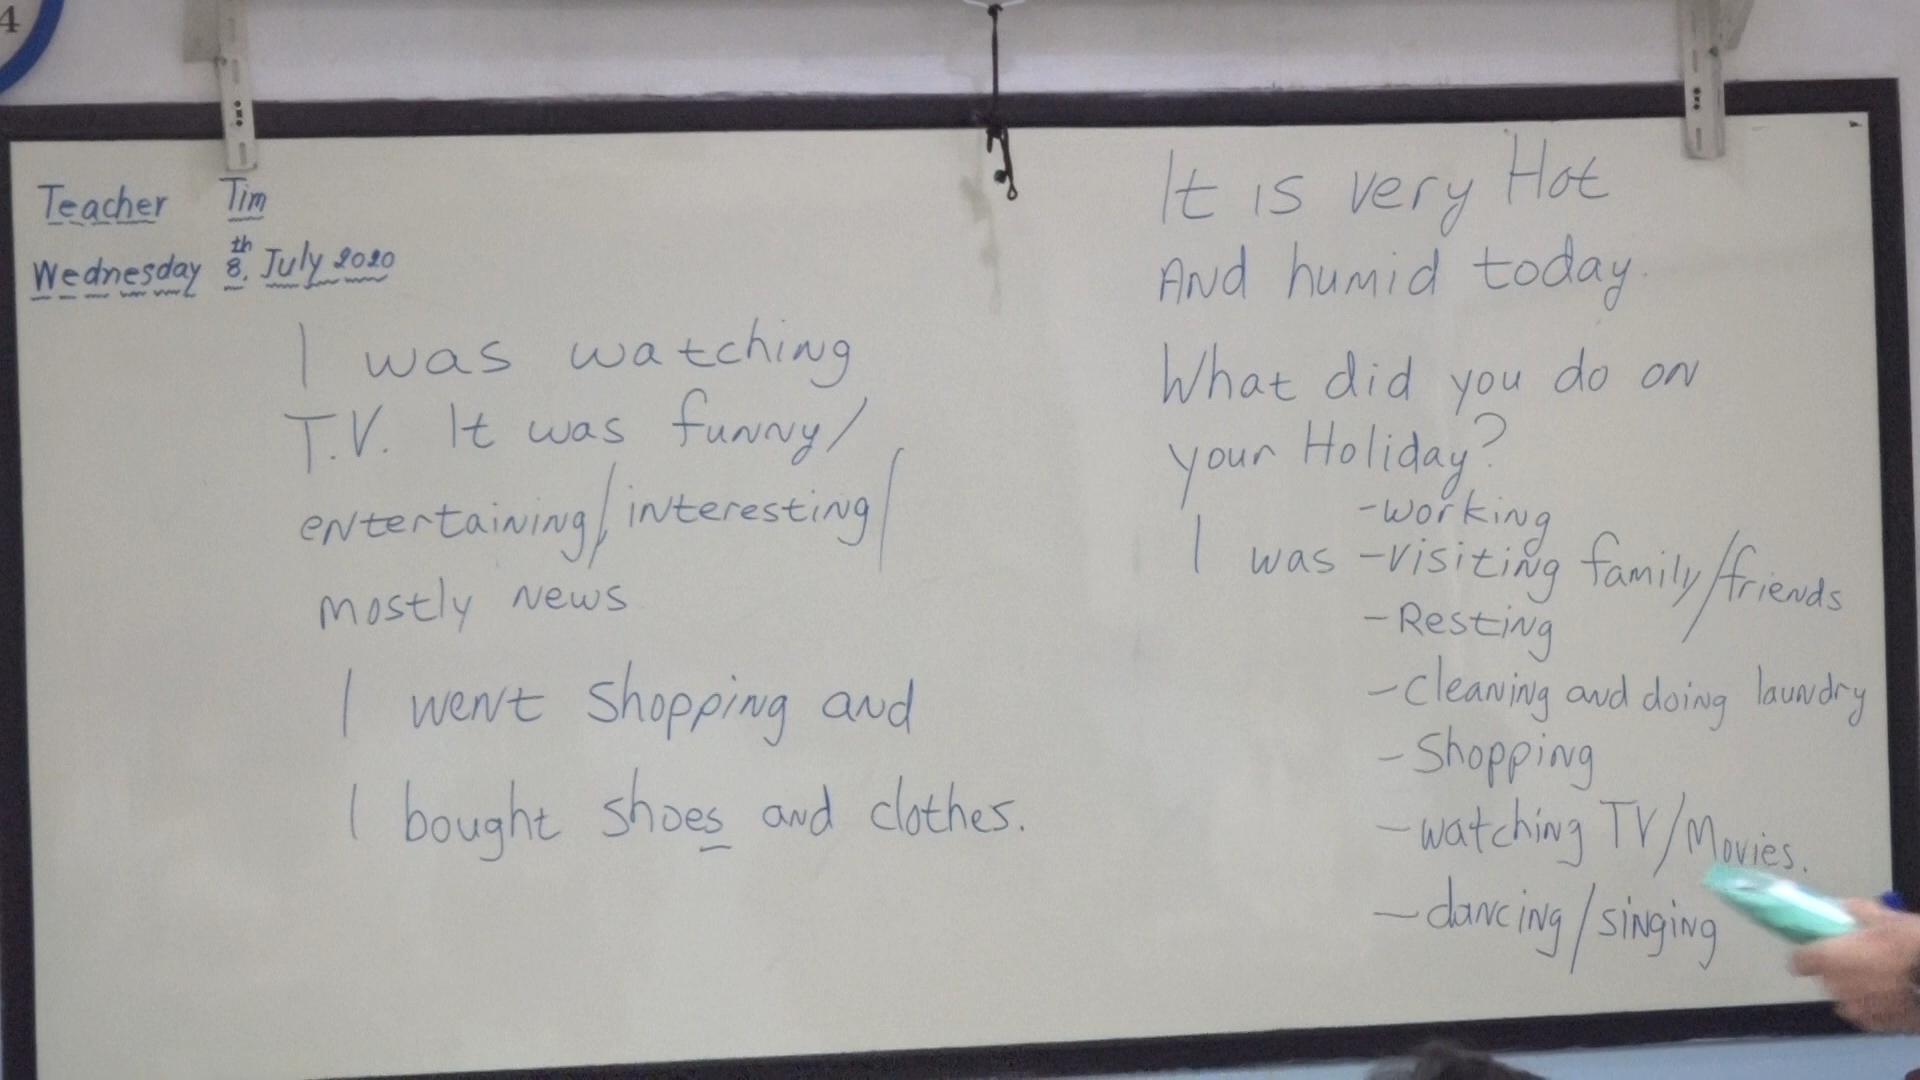 4
Teacher Tim
Wednesday 8th, July 2020
I was watching
T.V. It was funny/
entertaining/interesting/
mostly news
I went shopping and
I bought shoes and clothes.
It is very Hot
And humid today.
What did you do on
your Holiday?
-working
I was -visiting family/friends
-Resting
-Cleaning and doing laundry
-Shopping
-watching TV/Movies.
-dancing/singing